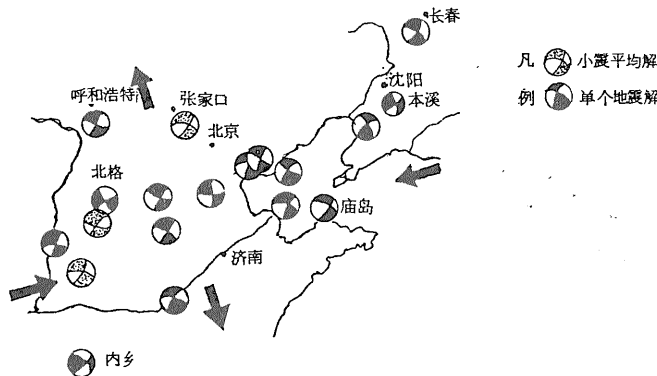 长春
凡 小震平均解
沈阳
呼和浩特
张家口
本溪
例 单个地震解
北京
北格
庙岛
济南
内乡